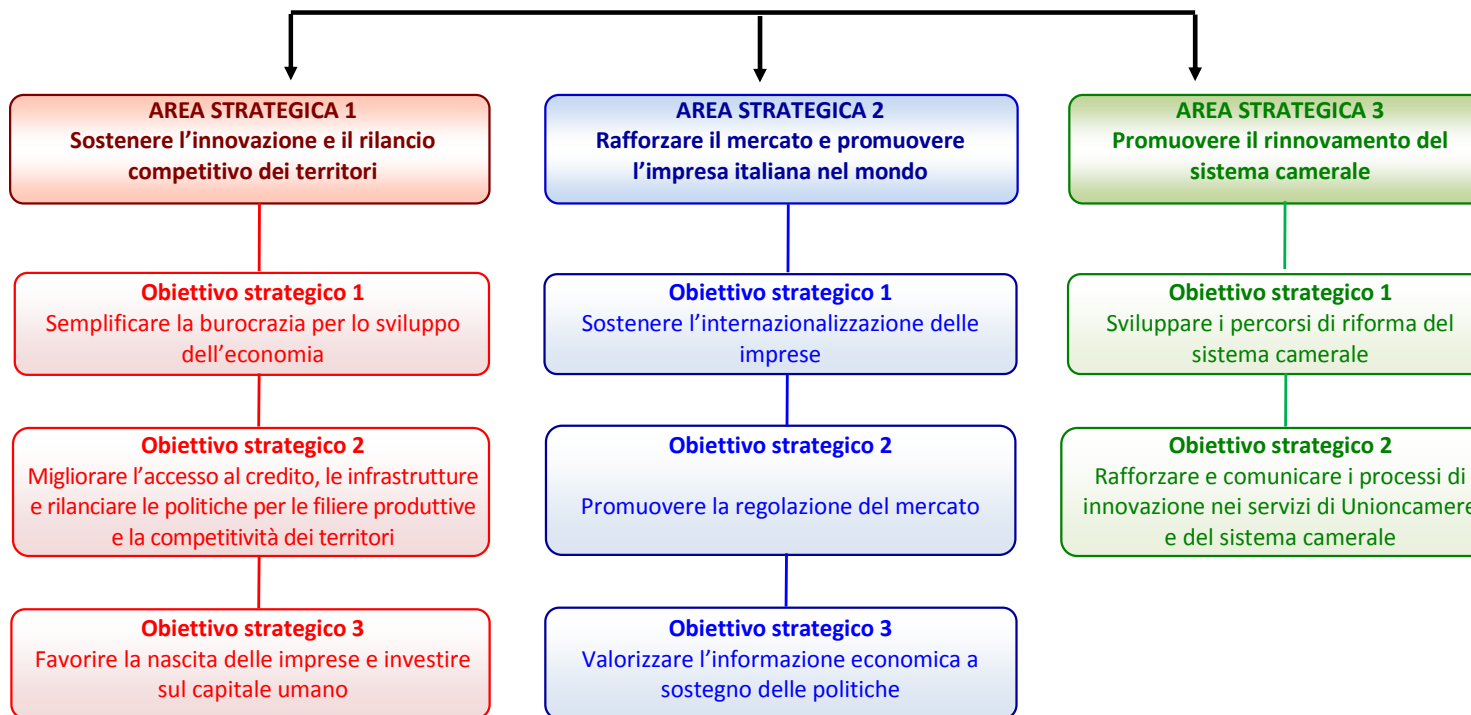 AREA STRATEGICA 1
Sostenere l’innovazione e il rilancio
competitivo dei territori
AREA STRATEGICA 2
Rafforzare il mercato e promuovere
l’impresa italiana nel mondo
AREA STRATEGICA 3
Promuovere il rinnovamento del
sistema camerale
Obiettivo strategico 1
Semplificare la burocrazia per lo sviluppo
dell’economia
Obiettivo strategico 1
Sostenere l’internazionalizzazione delle
imprese
Obiettivo strategico 1
Sviluppare i percorsi di riforma del
sistema camerale
Obiettivo strategico 2
Migliorare l’accesso al credito, le infrastrutture
e rilanciare le politiche per le filiere produttive
e la competitività dei territori
Obiettivo strategico 2
Promuovere la regolazione del mercato
Obiettivo strategico 2
Rafforzare e comunicare i processi di
innovazione nei servizi di Unioncamere
e del sistema camerale
Obiettivo strategico 3
Favorire la nascita delle imprese e investire
sul capitale umano
Obiettivo strategico 3
Valorizzare l’informazione economica a
sostegno delle politiche